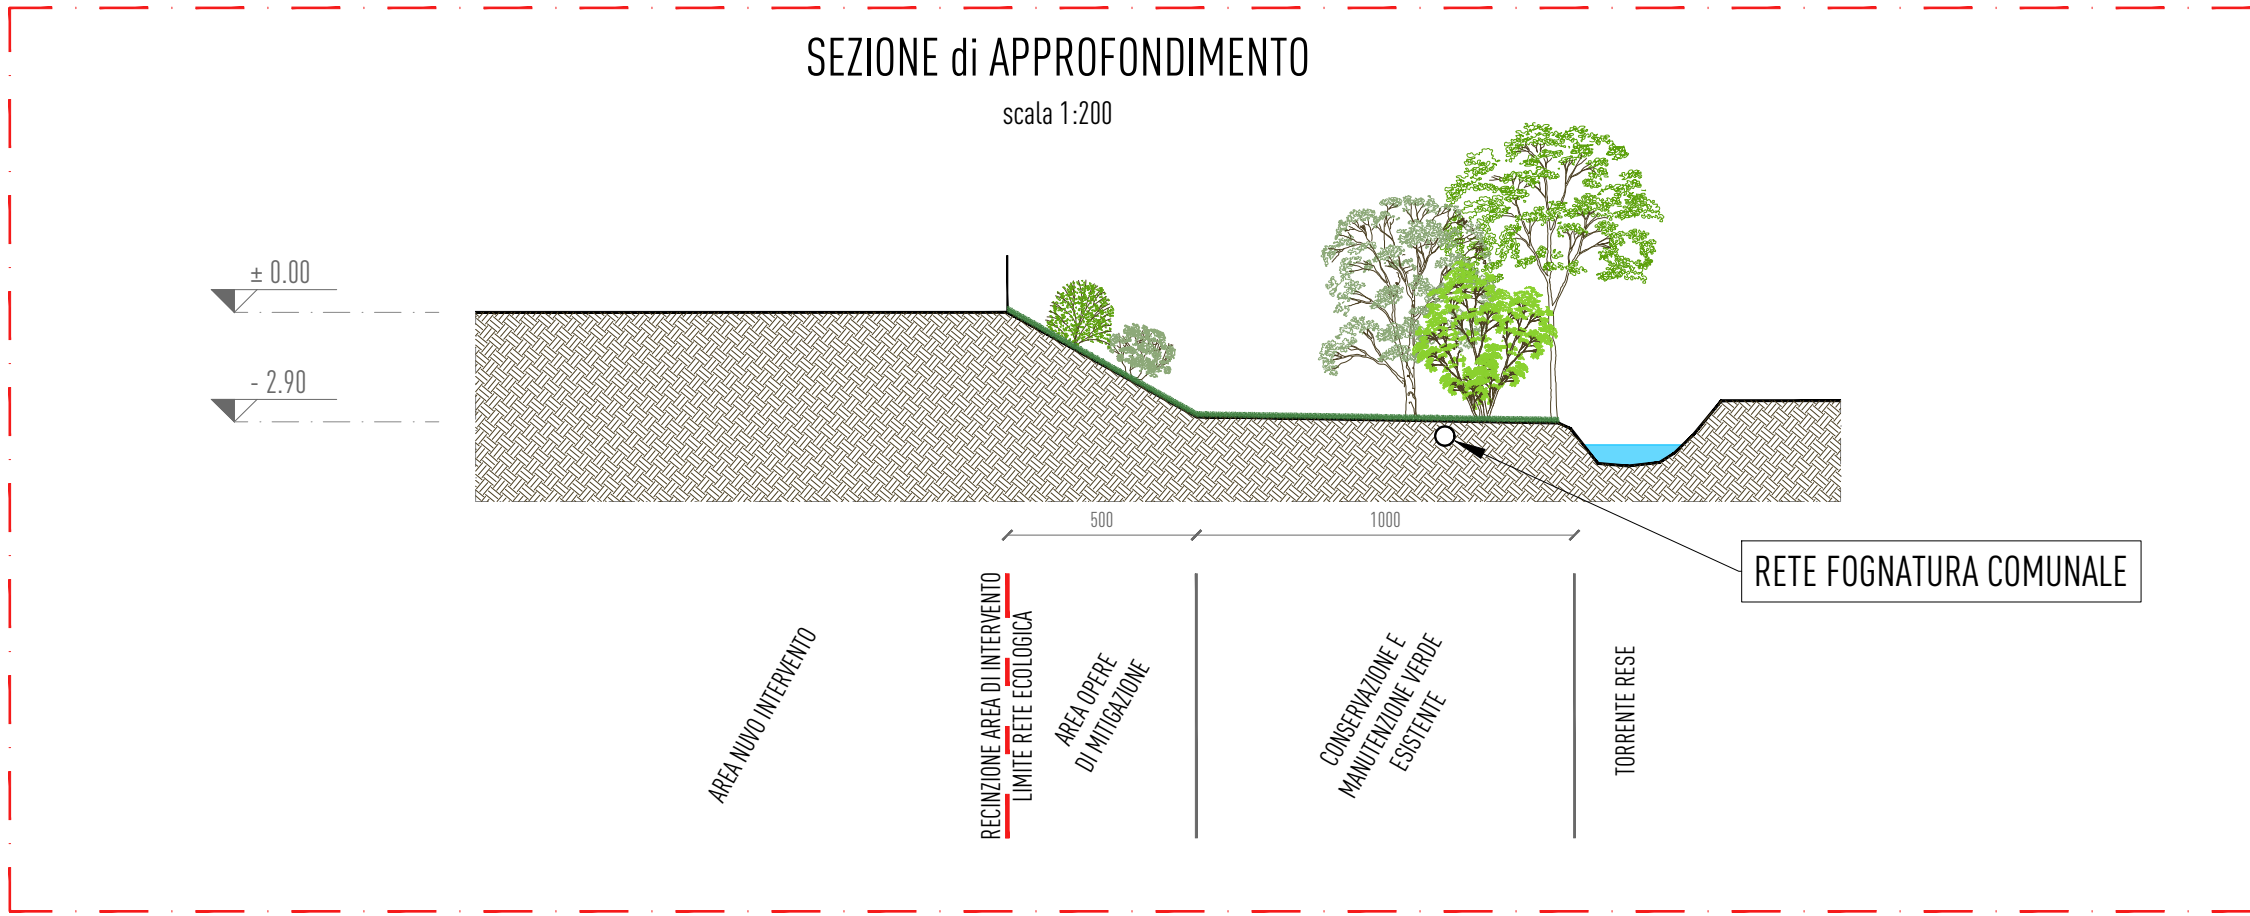 SEZIONE di APPROFONDIMENTO
scala 1:200
± 0.00
- 2.90
500
1000
RETE FOGNATURA COMUNALE
AREA NUVO INTERVENTO
RECINZIONE AREA DI INTERVENTO
LIMITE RETE ECOLOGICA
AREA OPERE
DI MITIGAZIONE
CONSERVAZIONE E
MANUTENZIONE VERDE
ESISTENTE
TORRENTE RESE